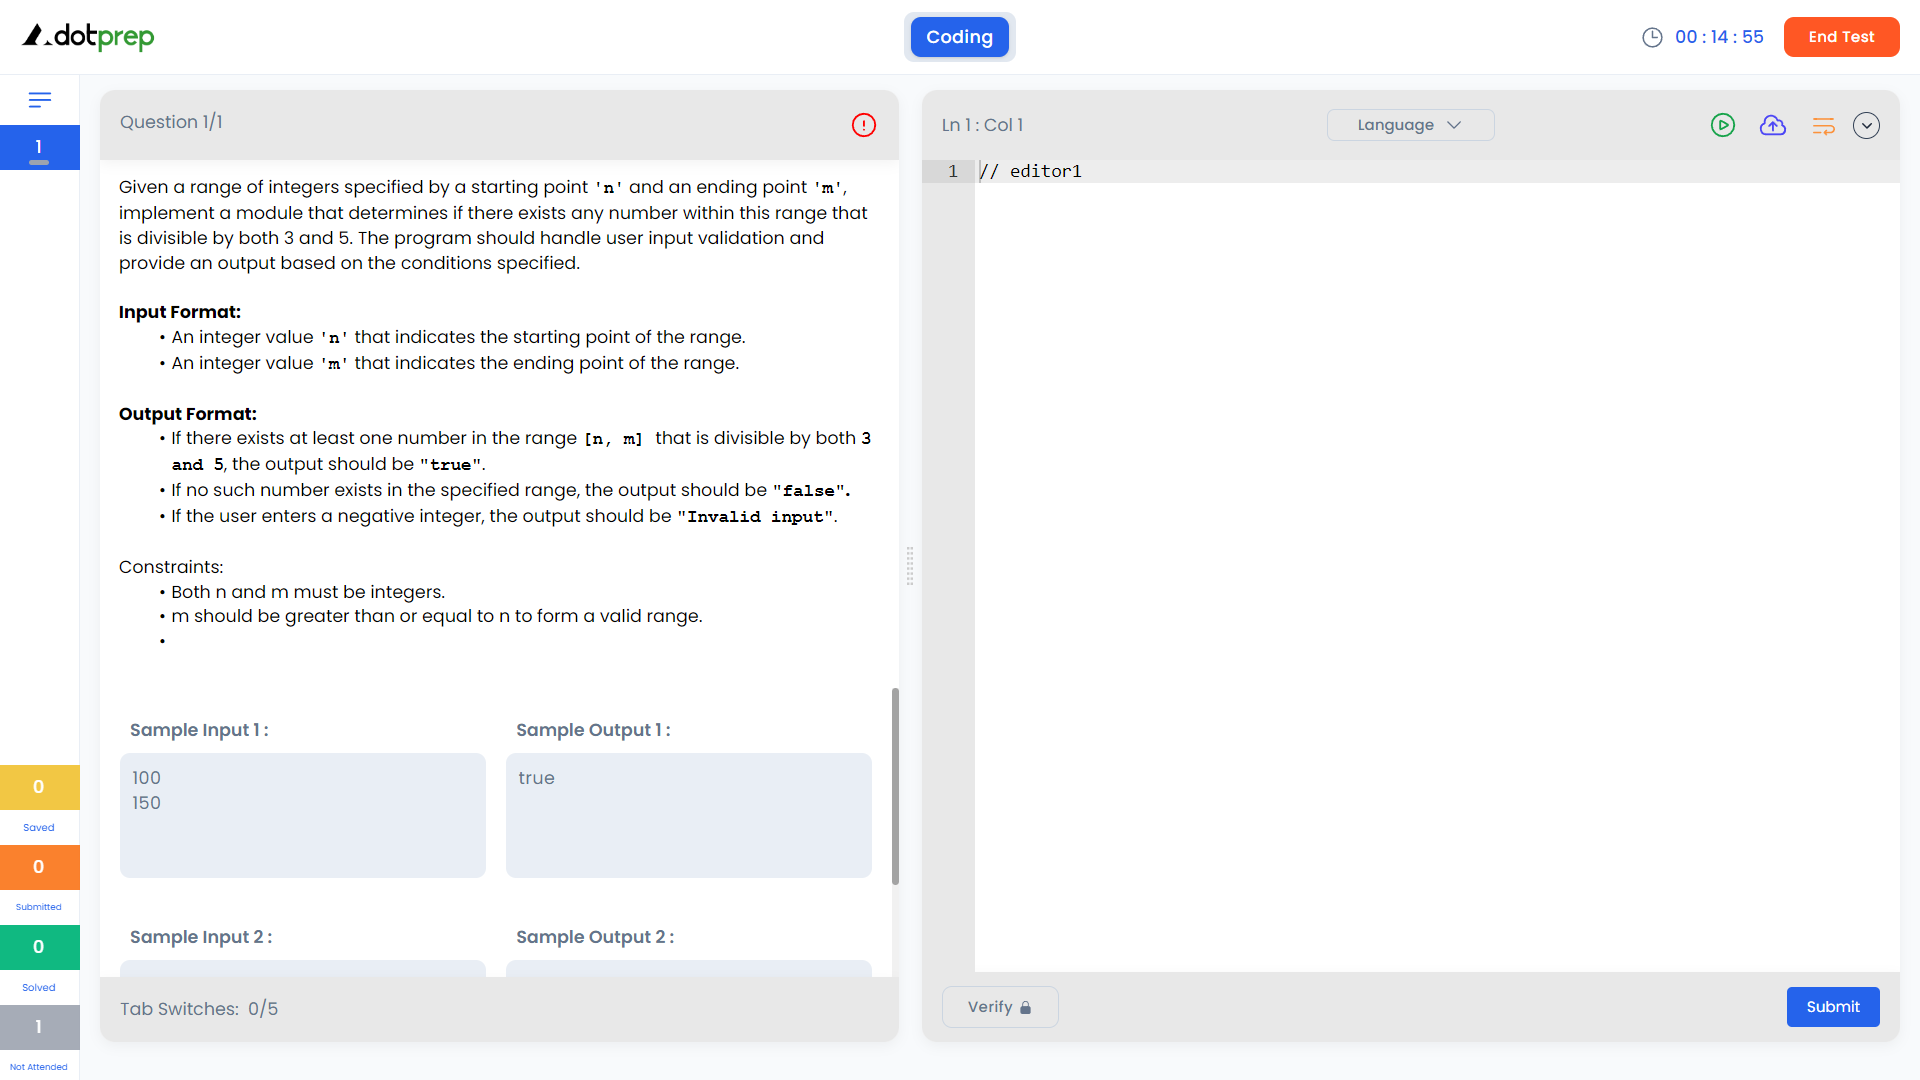 dotprep
Coding
00 : 14 : 55
End Test
1
Question 1/1
Given a range of integers specified by a starting point 'n' and an ending point 'm',
implement a module that determines if there exists any number within this range that
is divisible by both 3 and 5. The program should handle user input validation and
provide an output based on the conditions specified.
Input Format:
• An integer value 'n' that indicates the starting point of the range.
• An integer value 'm' that indicates the ending point of the range.
Output Format:
• If there exists at least one number in the range [n, m] that is divisible by both 3
and 5, the output should be "true".
• If no such number exists in the specified range, the output should be "false".
• If the user enters a negative integer, the output should be "Invalid input".
Constraints:
• Both n and m must be integers.
• m should be greater than or equal to n to form a valid range.
•
Sample Input 1 :
Sample Output 1 :
100
150
true
Sample Input 2 :
Sample Output 2 :
Tab Switches: 0/5
0
Saved
0
Submitted
0
Solved
1
Not Attended
Ln 1 : Col 1
Language
1
// editor1
Verify
Submit